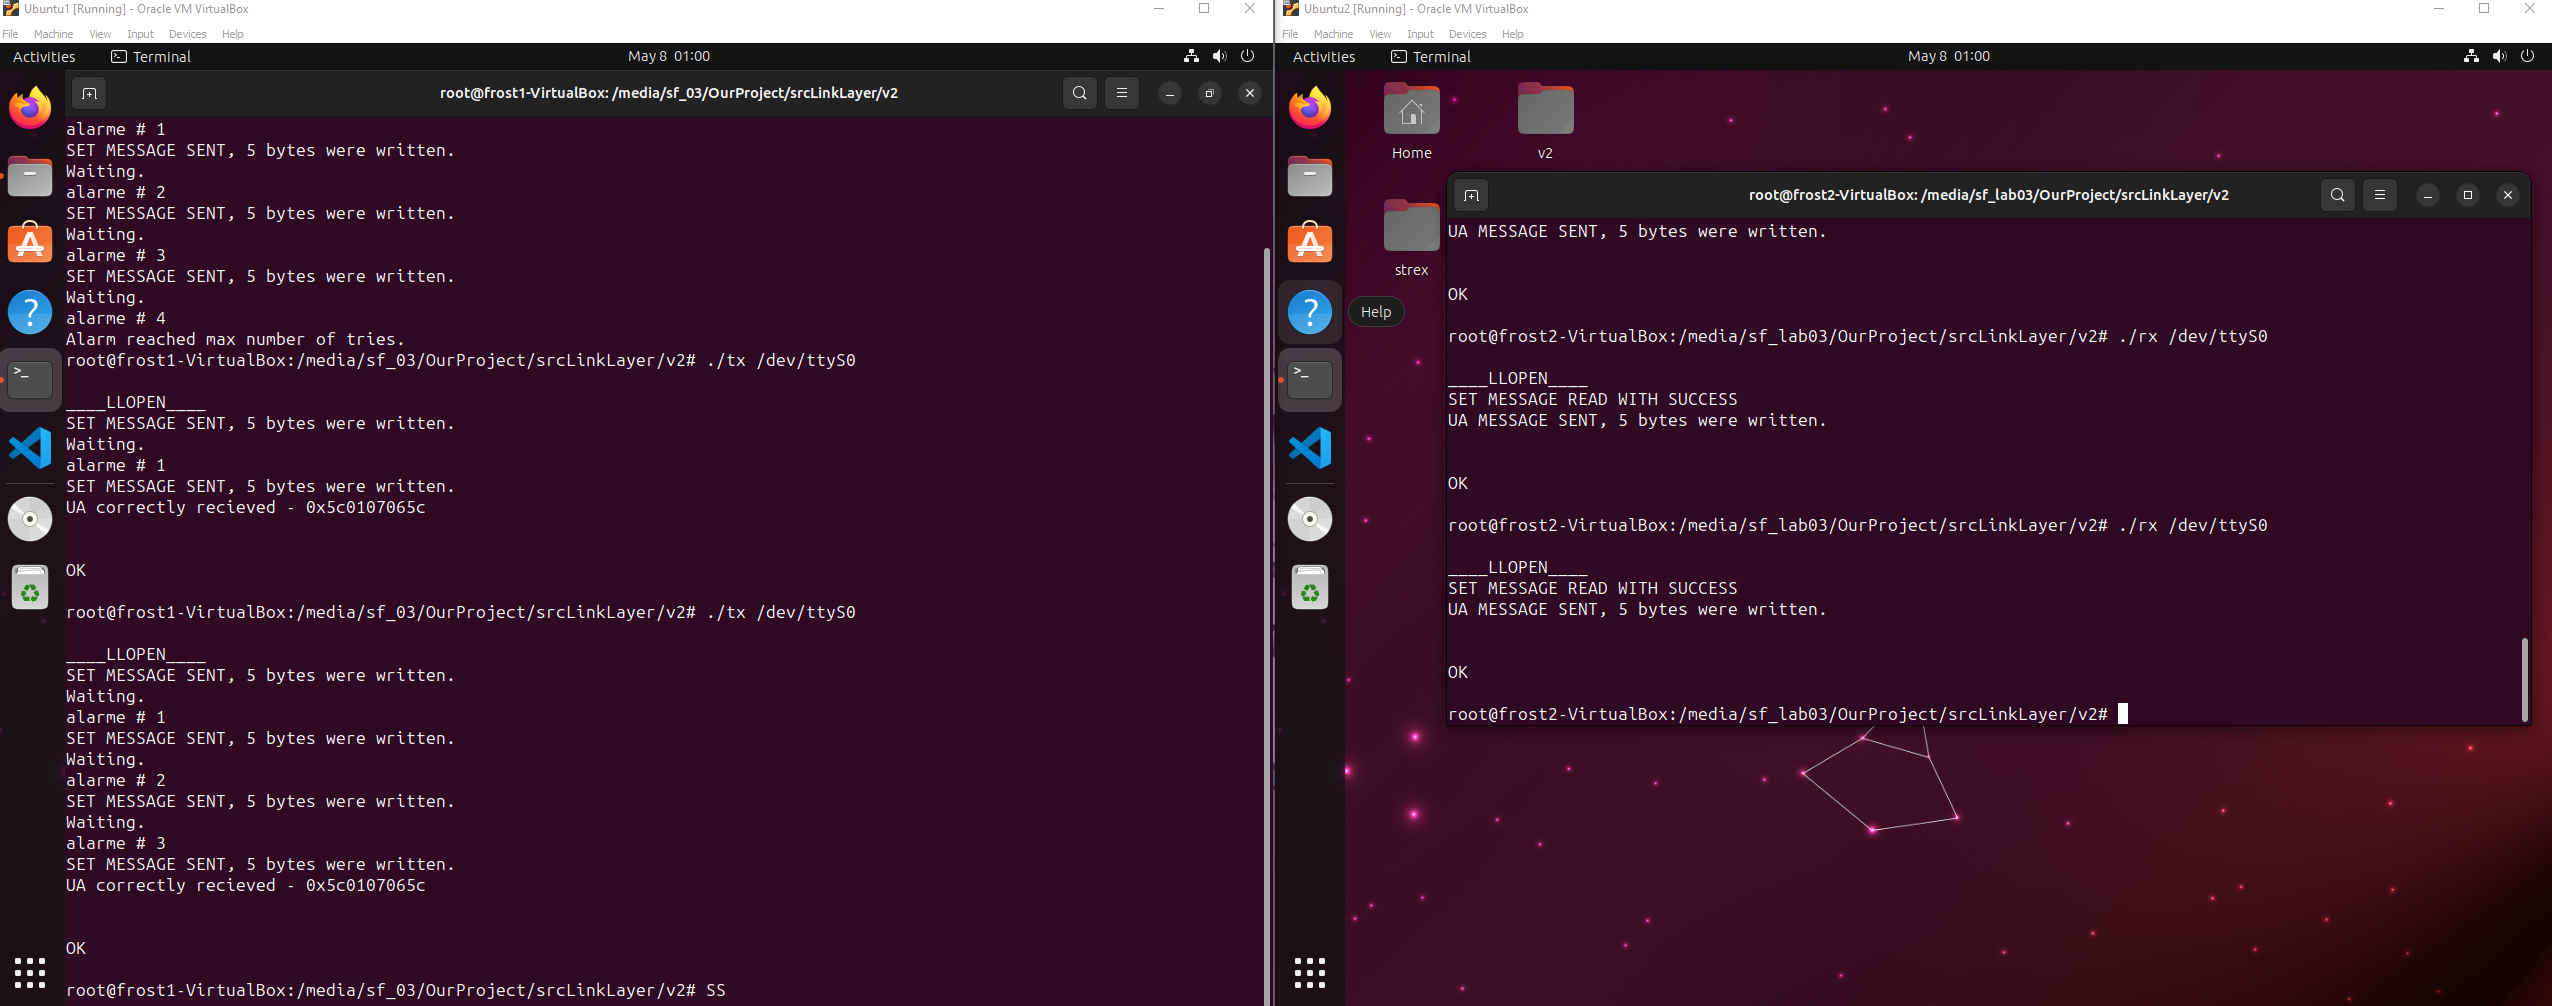 Ubuntu1 [Running] - Oracle VM VirtualBox
File Machine View Input Devices Help
Activities Terminal May 8 01:00
root@frost1-VirtualBox: /media/sf_03/OurProject/srcLinkLayer/v2
alarme # 1
SET MESSAGE SENT, 5 bytes were written.
Waiting.
alarme # 2
SET MESSAGE SENT, 5 bytes were written.
Waiting.
alarme # 3
SET MESSAGE SENT, 5 bytes were written.
Waiting.
alarme # 4
Alarm reached max number of tries.
root@frost1-VirtualBox:/media/sf_03/OurProject/srcLinkLayer/v2# ./tx /dev/ttyS0
____LLOPEN____
SET MESSAGE SENT, 5 bytes were written.
Waiting.
alarme # 1
SET MESSAGE SENT, 5 bytes were written.
UA correctly recieved - 0x5c0107065c
OK
root@frost1-VirtualBox:/media/sf_03/OurProject/srcLinkLayer/v2# ./tx /dev/ttyS0
____LLOPEN____
SET MESSAGE SENT, 5 bytes were written.
Waiting.
alarme # 1
SET MESSAGE SENT, 5 bytes were written.
Waiting.
alarme # 2
SET MESSAGE SENT, 5 bytes were written.
Waiting.
alarme # 3
SET MESSAGE SENT, 5 bytes were written.
UA correctly recieved - 0x5c0107065c
OK
root@frost1-VirtualBox:/media/sf_03/OurProject/srcLinkLayer/v2# SS
Ubuntu2 [Running] - Oracle VM VirtualBox
File Machine View Input Devices Help
Activities Terminal May 8 01:00
Home v2
strex
Help
root@frost2-VirtualBox: /media/sf_lab03/OurProject/srcLinkLayer/v2
UA MESSAGE SENT, 5 bytes were written.
OK
root@frost2-VirtualBox:/media/sf_lab03/OurProject/srcLinkLayer/v2# ./rx /dev/ttyS0
____LLOPEN____
SET MESSAGE READ WITH SUCCESS
UA MESSAGE SENT, 5 bytes were written.
OK
root@frost2-VirtualBox:/media/sf_lab03/OurProject/srcLinkLayer/v2# ./rx /dev/ttyS0
____LLOPEN____
SET MESSAGE READ WITH SUCCESS
UA MESSAGE SENT, 5 bytes were written.
OK
root@frost2-VirtualBox:/media/sf_lab03/OurProject/srcLinkLayer/v2#